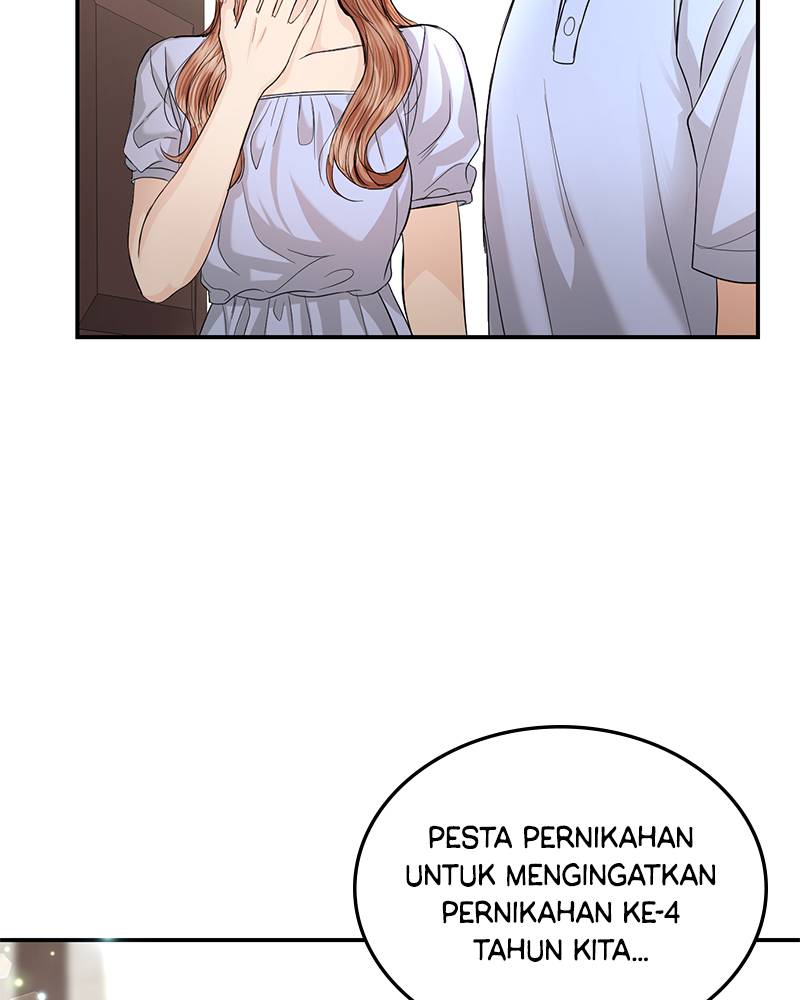 PESTA PERNIKAHAN
UNTUK MENGINGATKAN
PERNIKAHAN KE-4
TAHUN KITA...